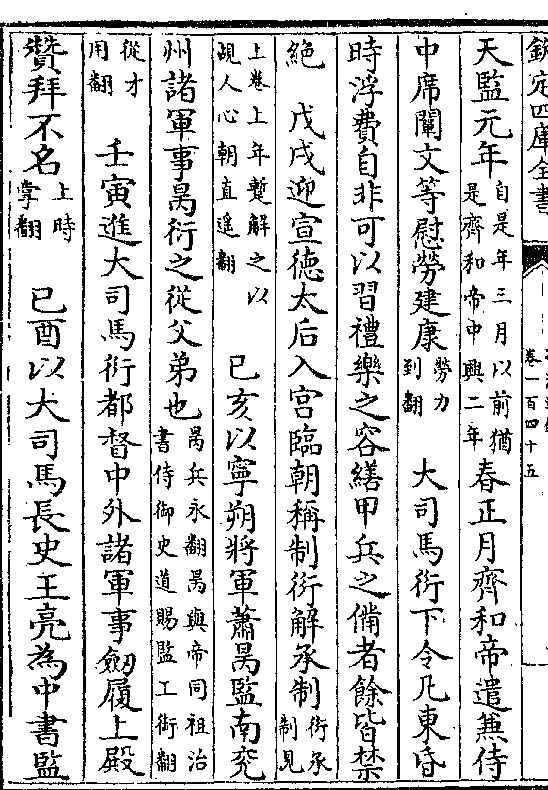 欽定四庫全書 卷一百四十五
天監元年自是年三月以前猶是齊和帝中興二年 春正月齊和帝遣兼侍
中席闡文等慰勞建康勞力到翻 大司馬衍下令凡東昏
時浮費自非可以習禮樂之容繕甲兵之備者餘皆禁
絶 戊戌迎宣德太后入宫臨朝稱制衍解承制衍承制見
上卷上年蹔解之以覘人心朝直遥翻 已亥以寧朔將軍蕭昺監南兖
州諸軍事昺衍之從父弟也昺兵永翻昺與帝同祖治書侍御史道賜監工衘翻
從才用翻 壬寅進大司馬衍都督中外諸軍事劒履上殿
贊拜不名上時掌翻 已酉以大司馬長史王亮為中書監